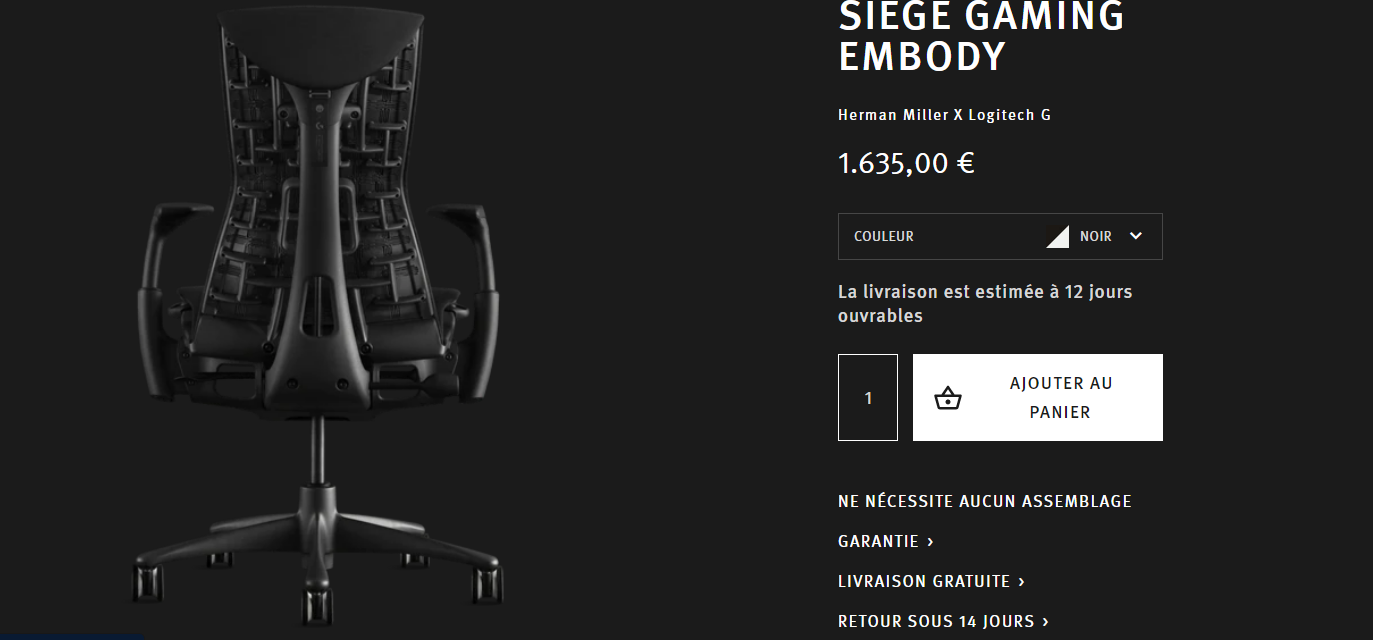 SIEGE GAMING
EMBODY
Herman Miller X Logitech G
1.635,00 €
COULEUR NOIR
La livraison est estimée à 12 jours
ouvrables
1
AJOUTER AU
PANIER
NE NÉCESSITE AUCUN ASSEMBLAGE
GARANTIE ›
LIVRAISON GRATUITE ›
RETOUR SOUS 14 JOURS ›